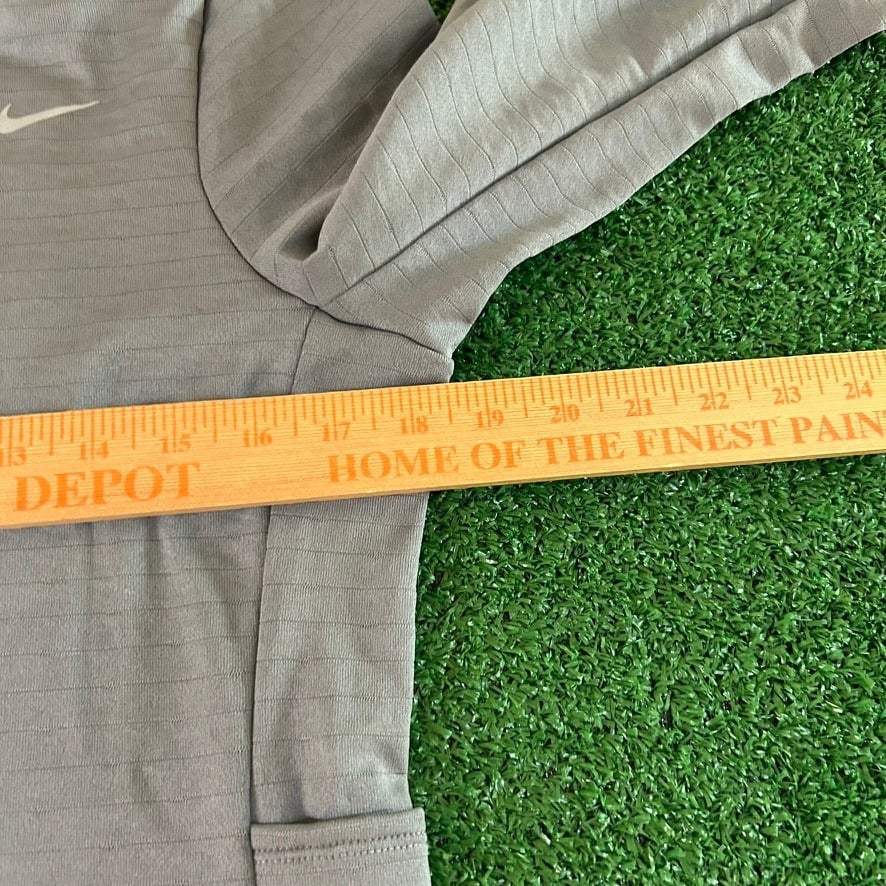 13 14 15 16 17 18 19 20 21 22 23 24
DEPOT HOME OF THE FINEST PAIN